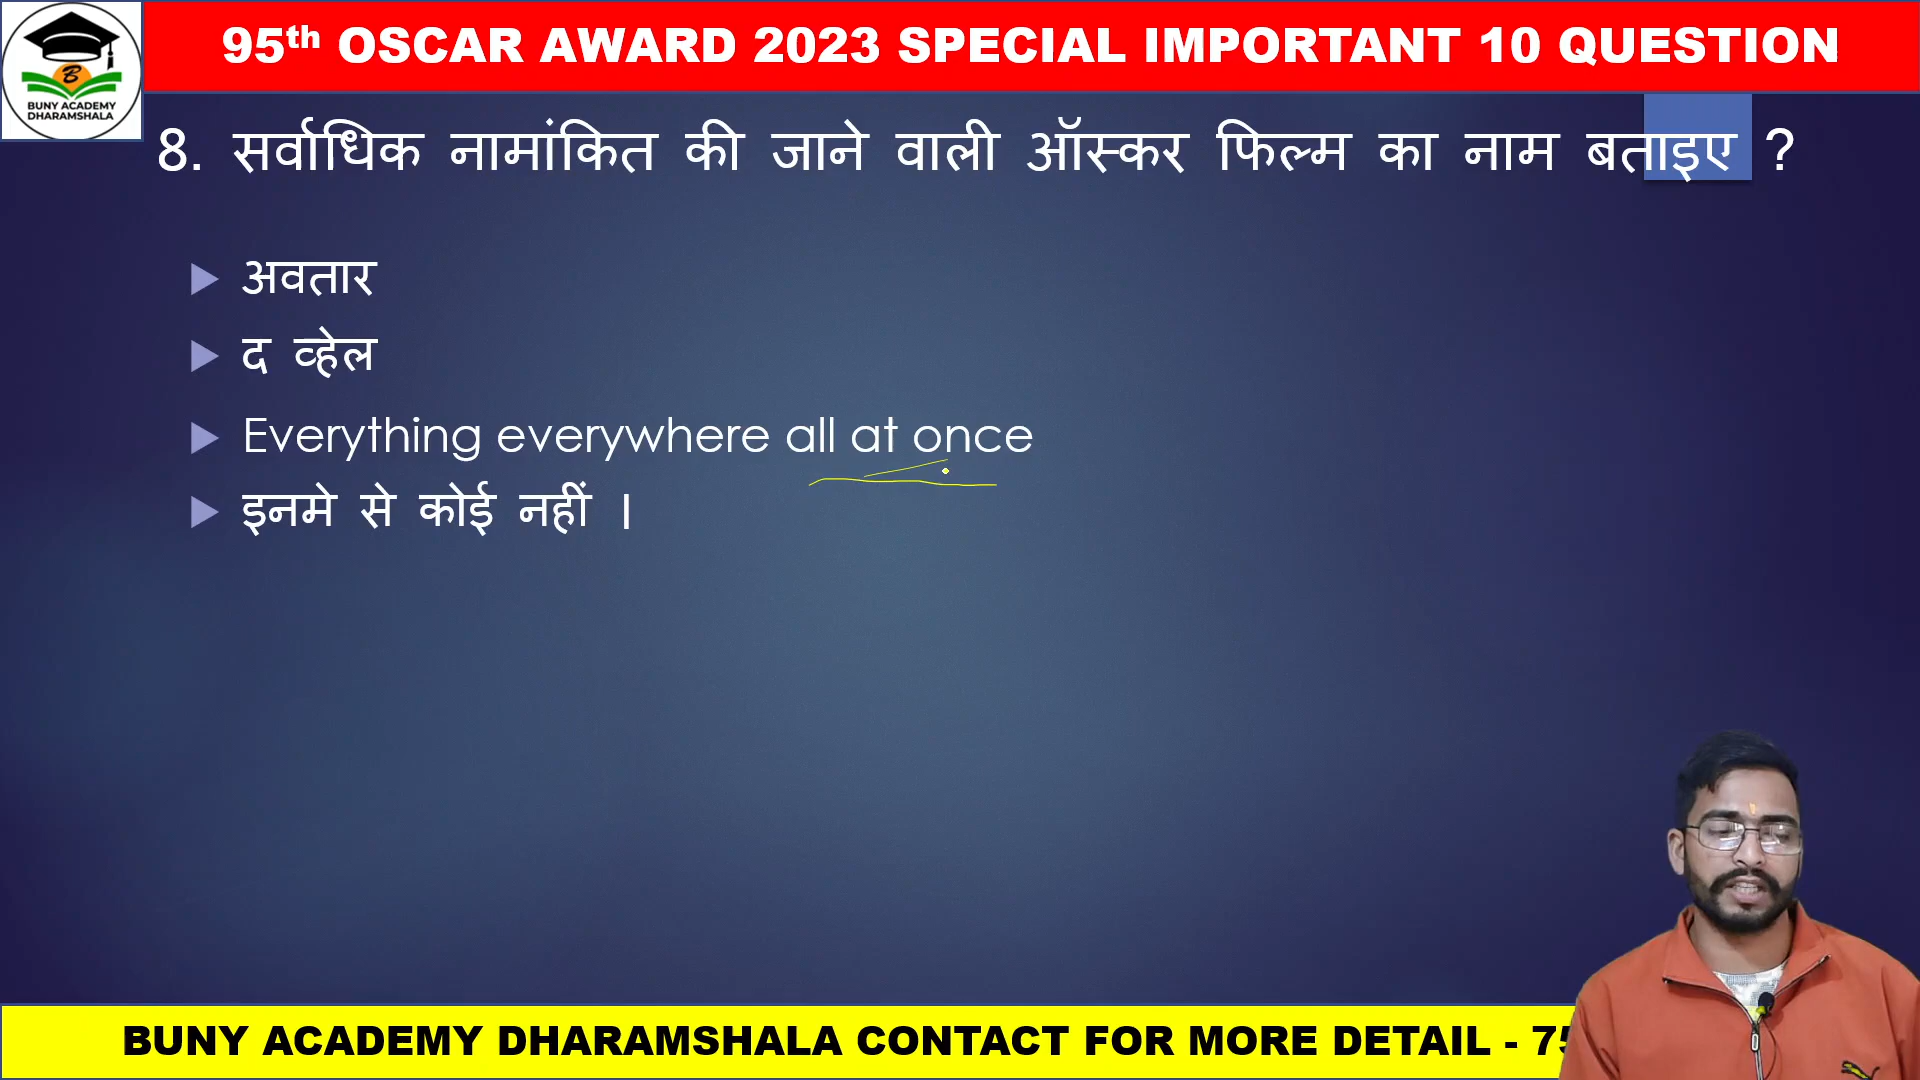 95th OSCAR AWARD 2023 SPECIAL IMPORTANT 10 QUESTION
B
BUNY ACADEMY
DHARAMSHALA
8. सर्वाधिक नामांकित की जाने वाली ऑस्कर फिल्म का नाम बताइए ?
अवतार
द व्हेल
Everything everywhere all at once
इनमे से कोई नहीं ।
BUNY ACADEMY DHARAMSHALA CONTACT FOR MORE DETAIL - 75